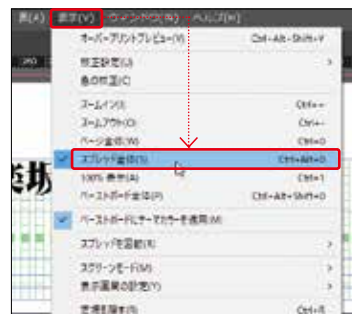 表(A) 表示(V) ウィンドウ(W) ヘルプ(H)
オーバープリントプレビュー(V) Ctrl+Alt+Shift+Y
校正設定(U)
色の校正(C)
ズームイン(I) Ctrl++
ズームアウト(O) Ctrl+-
ページ全体(W) Ctrl+0
スプレッド全体(S) Ctrl+Alt+0
100% 表示(A) Ctrl+1
ペーストボード全体(P) Ctrl+Alt+Shift+0
ペーストボードにテーマカラーを適用(M)
スプレッドを回転(R)
スクリーンモード(M)
表示画質の設定(Y)
定規を隠す(R) Ctrl+R